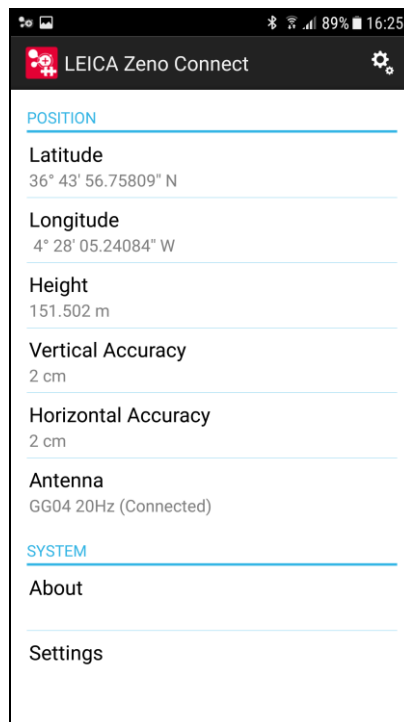 89% 16:25
LEICA Zeno Connect
POSITION
Latitude
36° 43' 56.75809" N
Longitude
4° 28' 05.24084" W
Height
151.502 m
Vertical Accuracy
2 cm
Horizontal Accuracy
2 cm
Antenna
GG04 20Hz (Connected)
SYSTEM
About
Settings